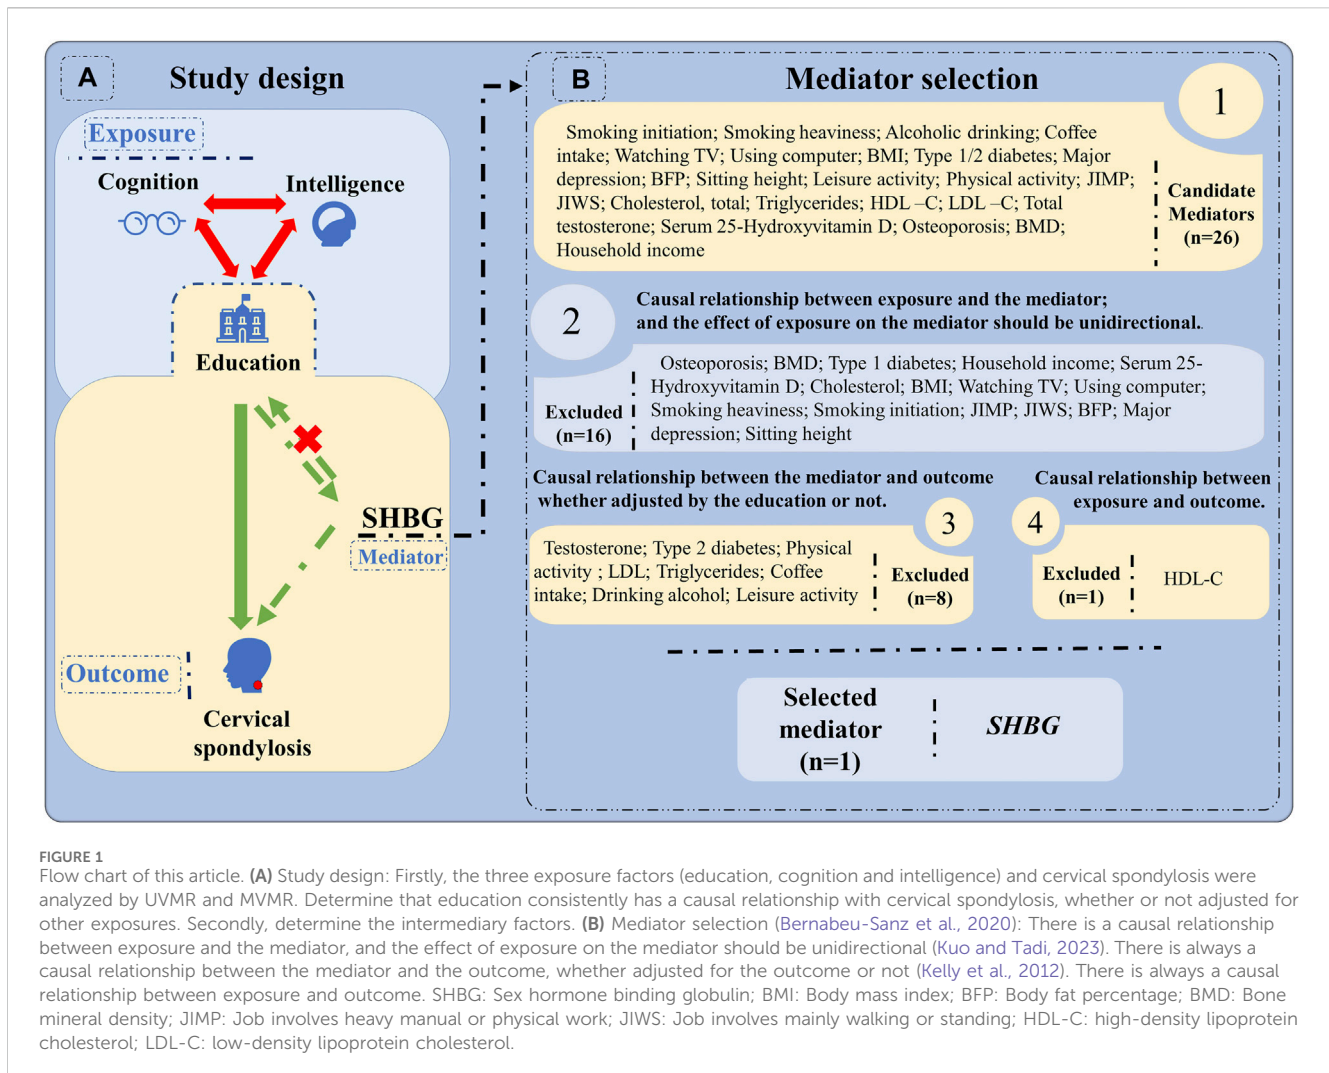 A
Study design
Exposure
Cognition
Intelligence
Education
SHBG
Mediator
Outcome
Cervical
spondylosis
B
Mediator selection
1
Smoking initiation; Smoking heaviness; Alcoholic drinking; Coffee
intake; Watching TV; Using computer; BMI; Type 1/2 diabetes; Major
depression; BFP; Sitting height; Leisure activity; Physical activity; JIMP;
JIWS; Cholesterol, total; Triglycerides; HDL –C; LDL –C; Total
testosterone; Serum 25-Hydroxyvitamin D; Osteoporosis; BMD;
Household income
Candidate
Mediators
(n=26)
2
Causal relationship between exposure and the mediator;
and the effect of exposure on the mediator should be unidirectional.
Excluded
(n=16)
Osteoporosis; BMD; Type 1 diabetes; Household income; Serum 25-
Hydroxyvitamin D; Cholesterol; BMI; Watching TV; Using computer;
Smoking heaviness; Smoking initiation; JIMP; JIWS; BFP; Major
depression; Sitting height
Causal relationship between the mediator and outcome
whether adjusted by the education or not.
3
Testosterone; Type 2 diabetes; Physical
activity ; LDL; Triglycerides; Coffee
intake; Drinking alcohol; Leisure activity
Excluded
(n=8)
Causal relationship between
exposure and outcome.
4
Excluded
(n=1)
HDL-C
Selected
mediator
(n=1)
SHBG
FIGURE 1
Flow chart of this article. (A) Study design: Firstly, the three exposure factors (education, cognition and intelligence) and cervical spondylosis were
analyzed by UVMR and MVMR. Determine that education consistently has a causal relationship with cervical spondylosis, whether or not adjusted for
other exposures. Secondly, determine the intermediary factors. (B) Mediator selection (Bernabeu-Sanz et al., 2020): There is a causal relationship
between exposure and the mediator, and the effect of exposure on the mediator should be unidirectional (Kuo and Tadi, 2023). There is always a
causal relationship between the mediator and the outcome, whether adjusted for the outcome or not (Kelly et al., 2012). There is always a causal
relationship between exposure and outcome. SHBG: Sex hormone binding globulin; BMI: Body mass index; BFP: Body fat percentage; BMD: Bone
mineral density; JIMP: Job involves heavy manual or physical work; JIWS: Job involves mainly walking or standing; HDL-C: high-density lipoprotein
cholesterol; LDL-C: low-density lipoprotein cholesterol.